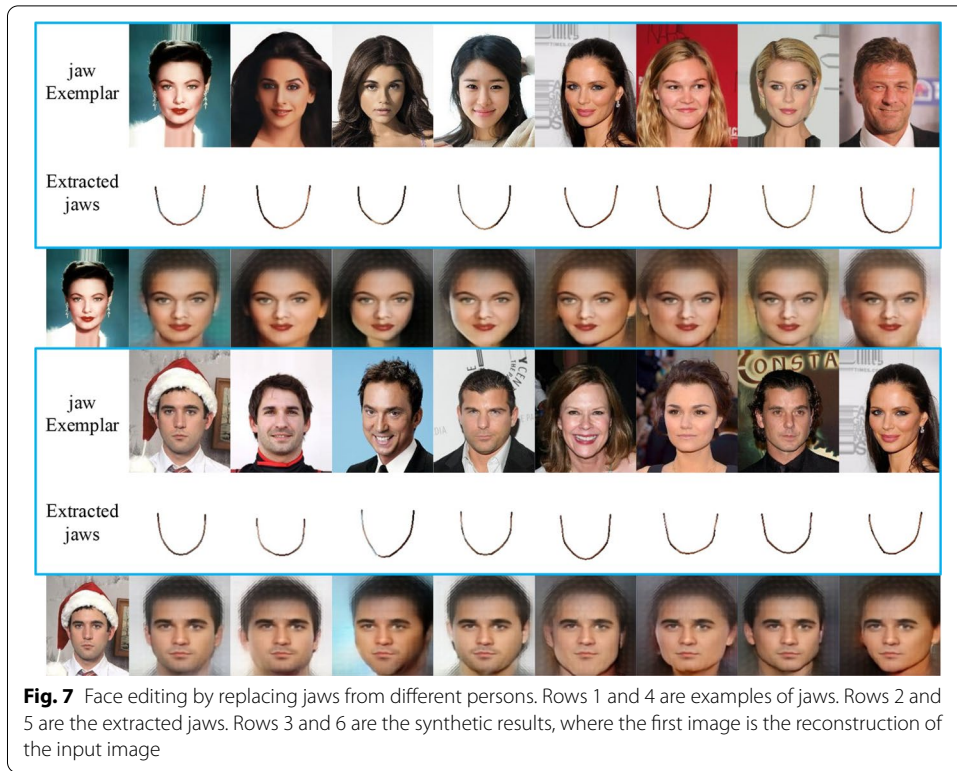 jaw
Exemplar
Extracted
jaws
jaw
Exemplar
CONSTA
Extracted
jaws
Fig. 7 Face editing by replacing jaws from different persons. Rows 1 and 4 are examples of jaws. Rows 2 and
5 are the extracted jaws. Rows 3 and 6 are the synthetic results, where the first image is the reconstruction of
the input image